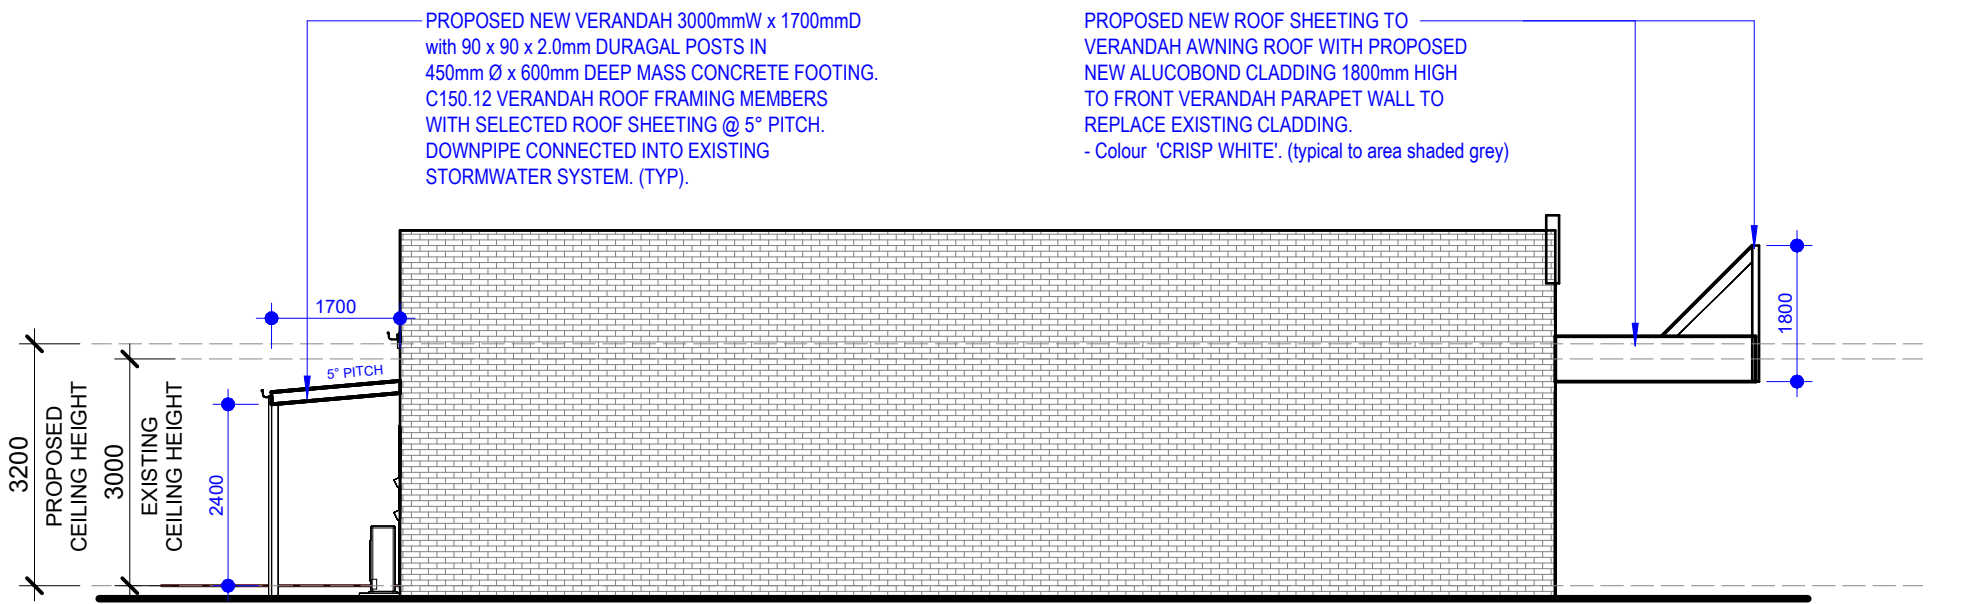 PROPOSED NEW VERANDAH 3000mmW x 1700mmD
with 90 x 90 x 2.0mm DURAGAL POSTS IN
450mm Ø x 600mm DEEP MASS CONCRETE FOOTING.
C150.12 VERANDAH ROOF FRAMING MEMBERS
WITH SELECTED ROOF SHEETING @ 5° PITCH.
DOWNPIPE CONNECTED INTO EXISTING
STORMWATER SYSTEM. (TYP).
PROPOSED NEW ROOF SHEETING TO
VERANDAH AWNING ROOF WITH PROPOSED
NEW ALUCOBOND CLADDING 1800mm HIGH
TO FRONT VERANDAH PARAPET WALL TO
REPLACE EXISTING CLADDING.
- Colour 'CRISP WHITE'. (typical to area shaded grey)
1700
5° PITCH
3200
PROPOSED
CEILING HEIGHT
3000
EXISTING
CEILING HEIGHT
2400
1800